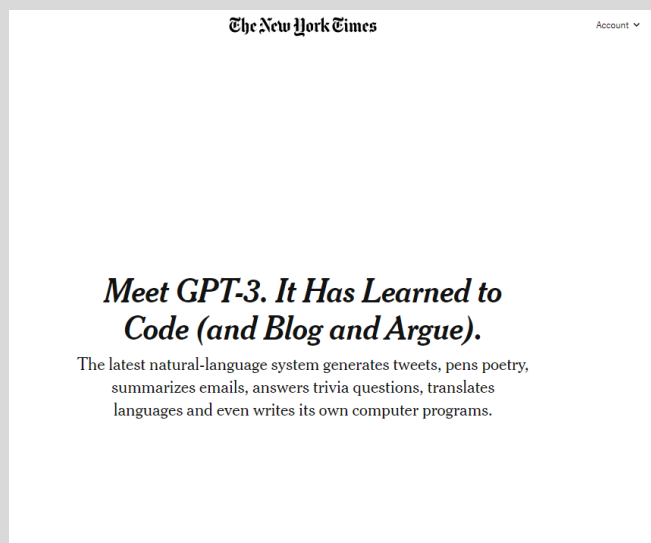 The New York Times
Account
Meet GPT-3. It Has Learned to
Code (and Blog and Argue).
The latest natural-language system generates tweets, pens poetry,
summarizes emails, answers trivia questions, translates
languages and even writes its own computer programs.